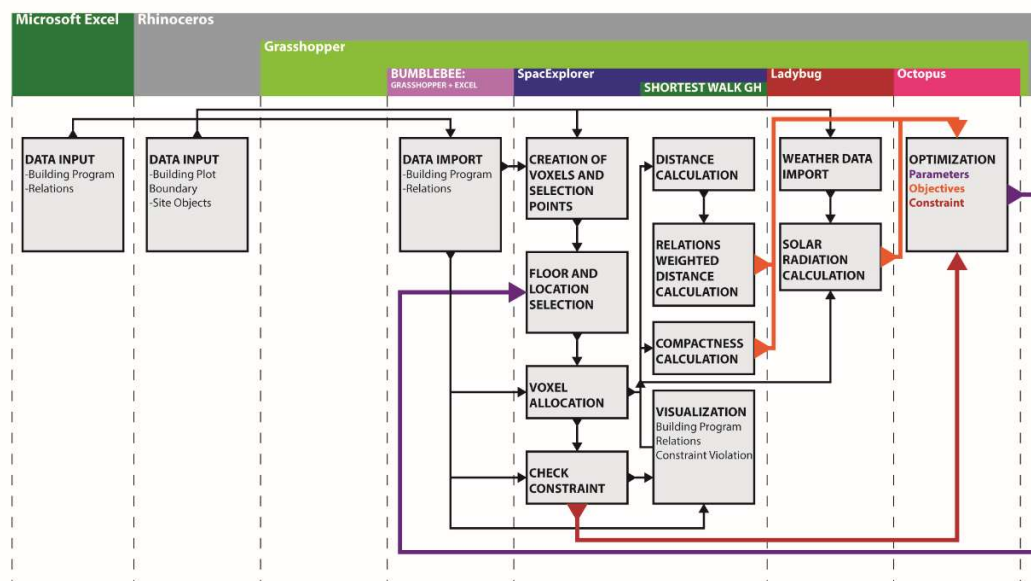 Microsoft Excel
Rhinoceros
Grasshopper
BUMBLEBEE:
GRASSHOPPER + EXCEL
SpacExplorer
SHORTEST WALK GH
Ladybug
Octopus
DATA INPUT
-Building Program
-Relations
DATA INPUT
-Building Plot
Boundary
-Site Objects
DATA IMPORT
-Building Program
-Relations
CREATION OF
VOXELS AND
SELECTION
POINTS
FLOOR AND
LOCATION
SELECTION
VOXEL
ALLOCATION
CHECK
CONSTRAINT
DISTANCE
CALCULATION
RELATIONS
WEIGHTED
DISTANCE
CALCULATION
COMPACTNESS
CALCULATION
VISUALIZATION
Building Program
Relations
Constraint Violation
WEATHER DATA
IMPORT
SOLAR
RADIATION
CALCULATION
OPTIMIZATION
Parameters
Objectives
Constraint